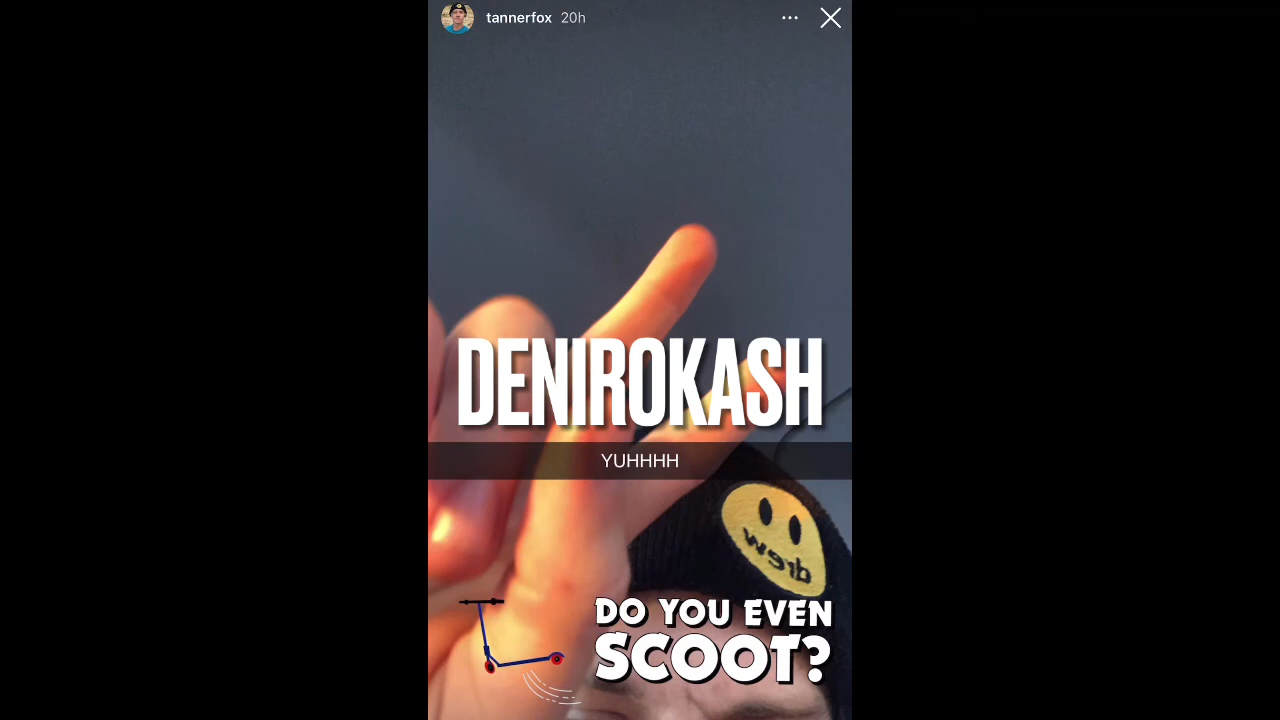 tannerfox 20h
DENIROKASH
YUHHHH
drew
DO YOU EVEN
SCOOT?